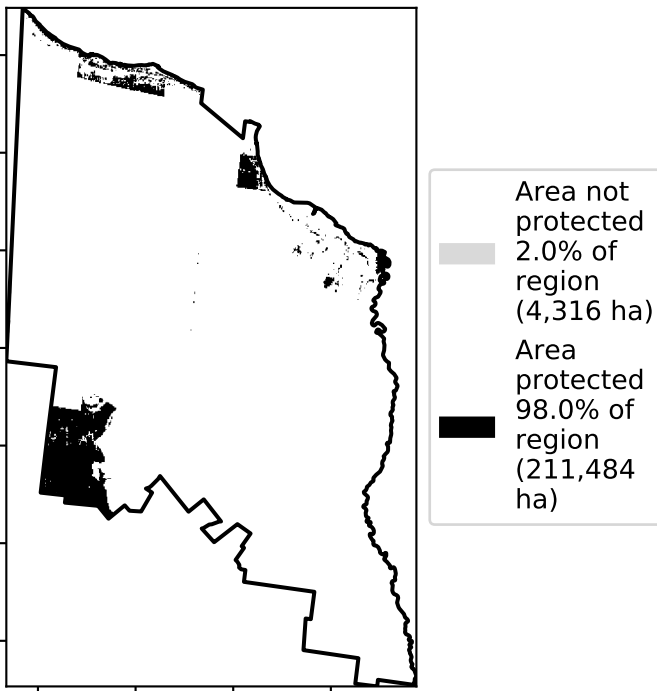 Area not
protected
2.0% of
region
(4,316 ha)
Area
protected
98.0% of
region
(211,484
ha)